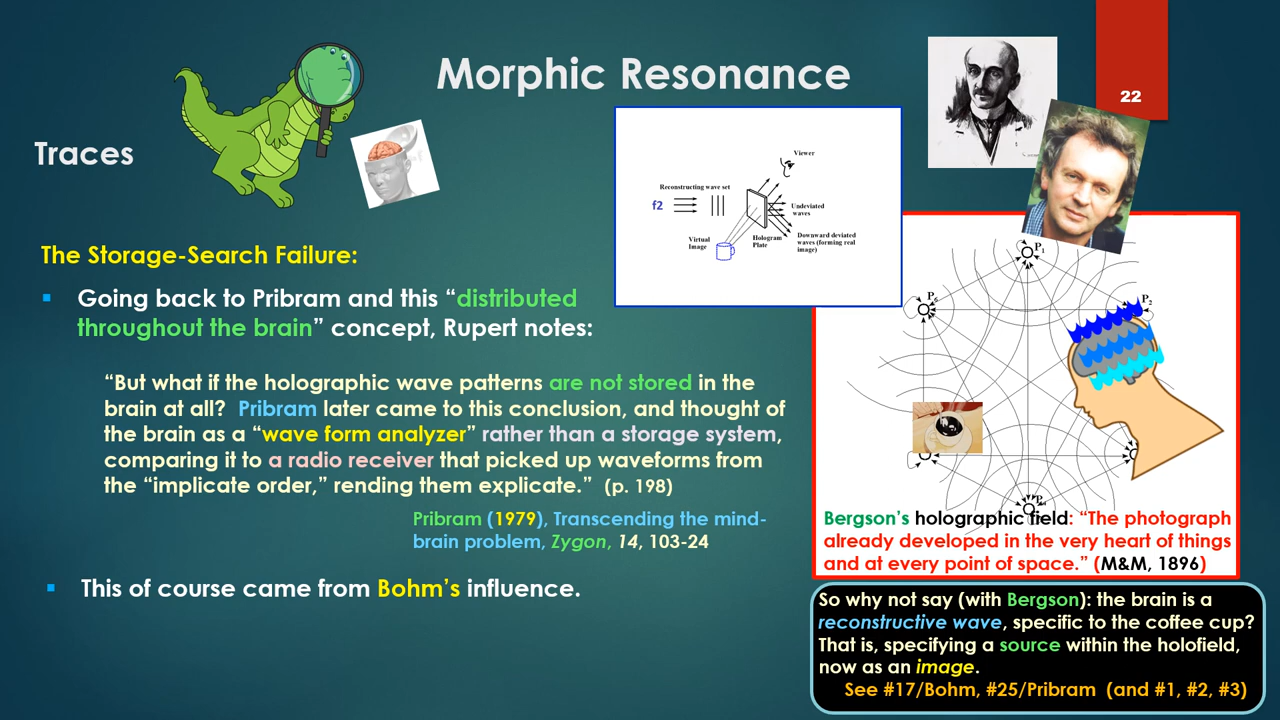 Morphic Resonance
22
Traces
Viewer
Reconstructing wave set
f2
Undeviated
waves
Virtual
Image
Hologram
Plate
Downward deviated
waves (forming real
image)
The Storage-Search Failure:
Going back to Pribram and this “distributed
throughout the brain” concept, Rupert notes:
“But what if the holographic wave patterns are not stored in the
brain at all? Pribram later came to this conclusion, and thought of
the brain as a “wave form analyzer” rather than a storage system,
comparing it to a radio receiver that picked up waveforms from
the “implicate order,” rending them explicate.” (p. 198)
Pribram (1979), Transcending the mind-
brain problem, Zygon, 14, 103-24
This of course came from Bohm’s influence.
P1
P6
P2
Bergson’s holographic field: “The photograph
already developed in the very heart of things
and at every point of space.” (M&M, 1896)
So why not say (with Bergson): the brain is a
reconstructive wave, specific to the coffee cup?
That is, specifying a source within the holofield,
now as an image.
See #17/Bohm, #25/Pribram (and #1, #2, #3)